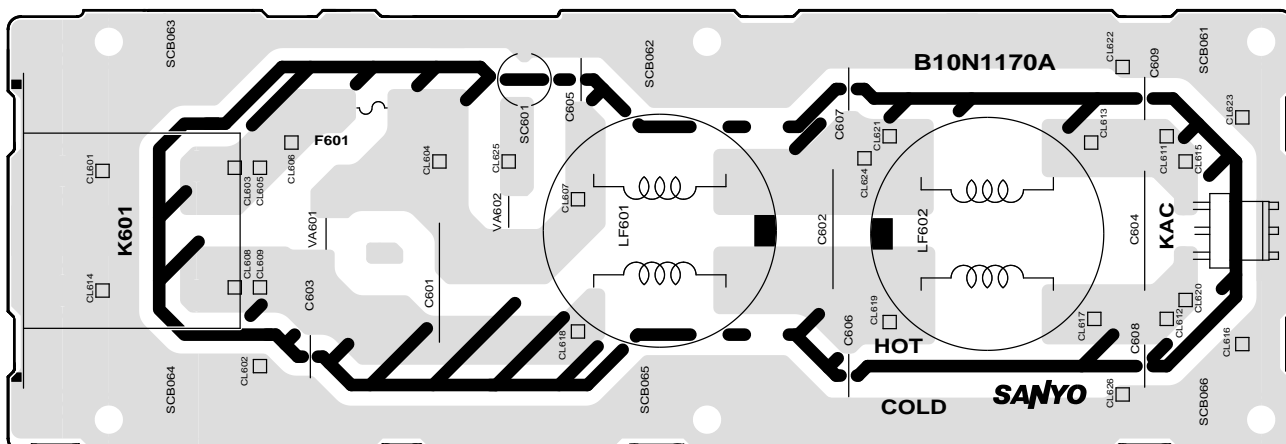 SCB063
SCB062
SCB061
CL622
C609
B10N1170A
SC601
C605
C607
CL621
CL613
CL611
CL615
CL623
F601
CL606
CL601
CL603
CL605
CL604
CL625
CL624
CL607
K601
VA601
VA602
LF601
C602
LF602
C604
KAC
CL614
CL608
CL609
C603
C601
CL618
CL619
CL617
CL612
CL620
CL616
C606
C608
HOT
CL602
SCB064
SCB065
COLD
SANYO
CL626
SCB066